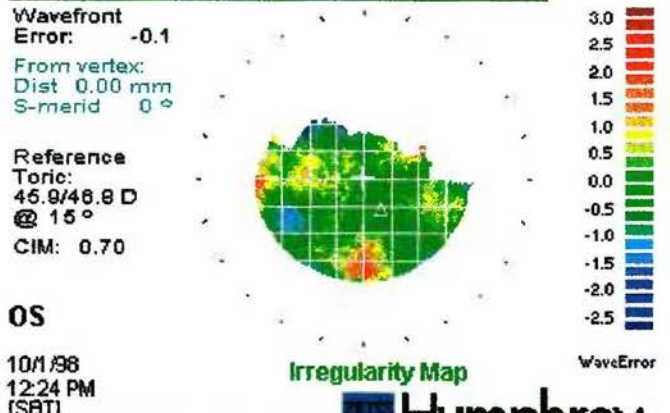 Wavefront
Error: -0.1
From vertex:
Dist 0.00 mm
S-merid 0 °
Reference
Toric:
45.9/46.8 D
@ 15°
CIM: 0.70
OS
10/1/98
12:24 PM
[SBT]
3.0
2.5
2.0
1.5
1.0
0.5
0.0
-0.5
-1.0
-1.5
-2.0
-2.5
WaveError
Irregularity Map
Humphrey